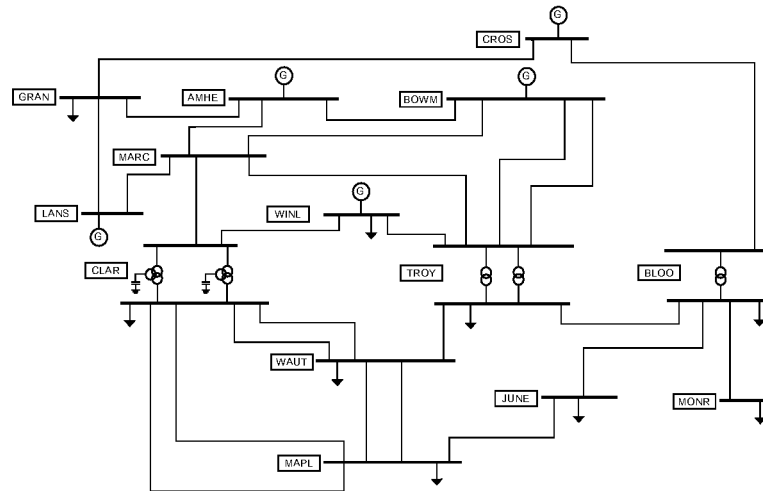 G
CROS
G
G
GRAN
AMHE
BOWM
MARC
G
LANS
WINL
G
CLAR
TROY
BLOO
WAUT
JUNE
MONR
MAPL